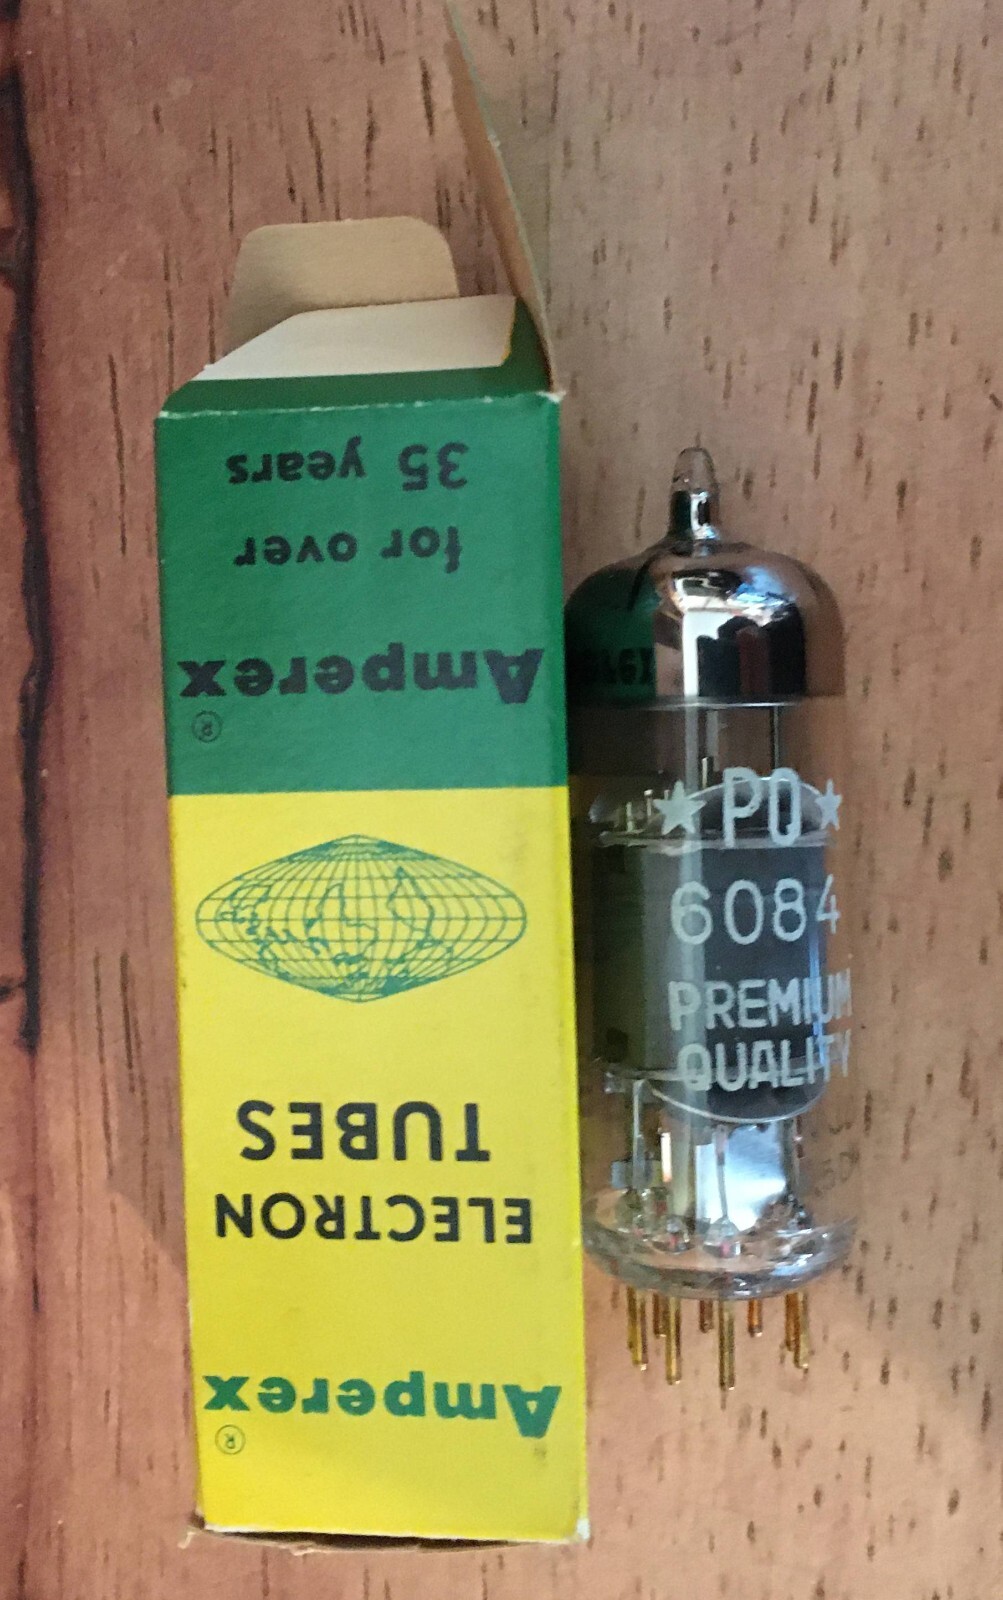 Amperex®
ELECTRON
TUBES
Amperex®
for over
35 years
★ PQ ★
6084
PREMIUM
QUALITY